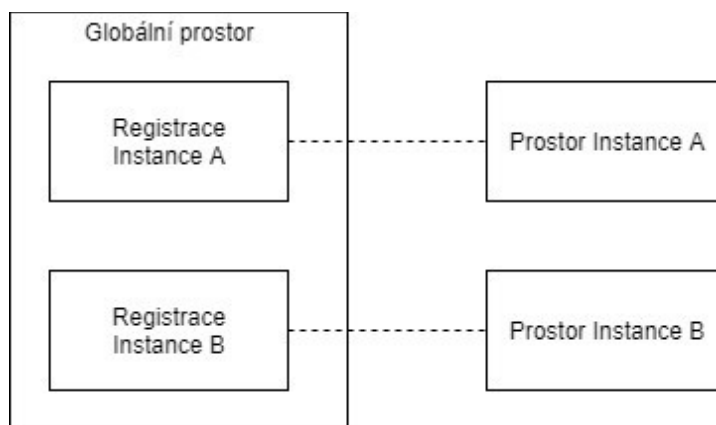 Globální prostor
Registrace
Instance A
Prostor Instance A
Registrace
Instance B
Prostor Instance B